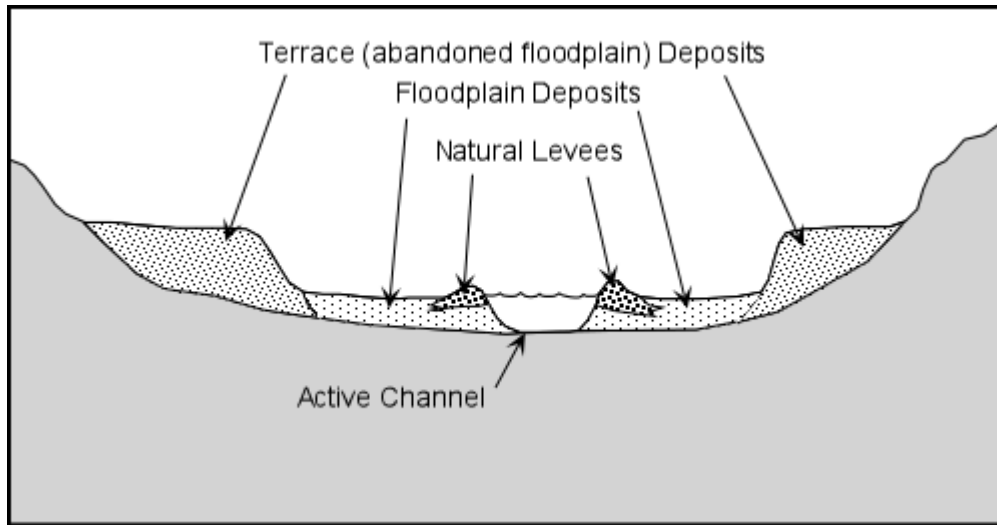 Terrace (abandoned floodplain) Deposits
Floodplain Deposits
Natural Levees
Active Channel